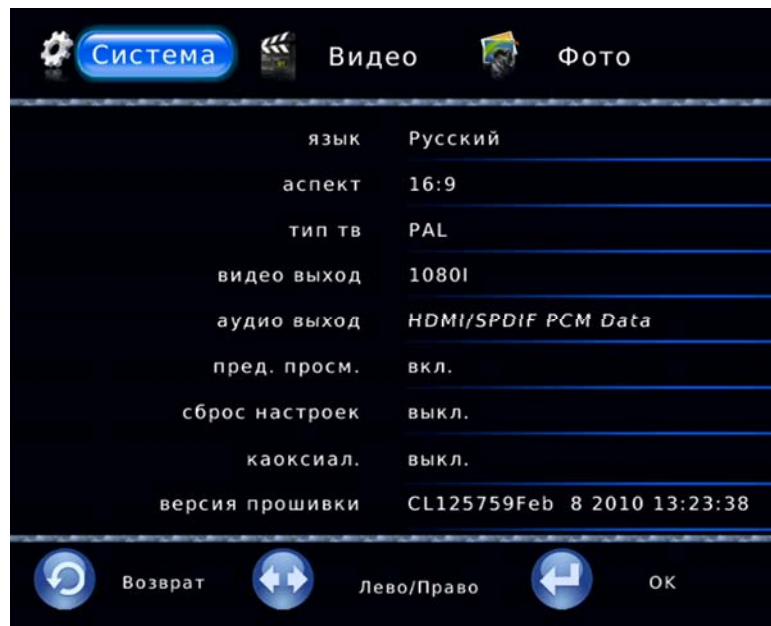 Система Видео Фото
язык Русский
аспект 16:9
тип тв PAL
видео выход 1080I
аудио выход HDMI/SPDIF PCM Data
пред. просм. вкл.
сброс настроек выкл.
каоксиал. выкл.
версия прошивки CL125759Feb 8 2010 13:23:38
Возврат Лево/Право OK